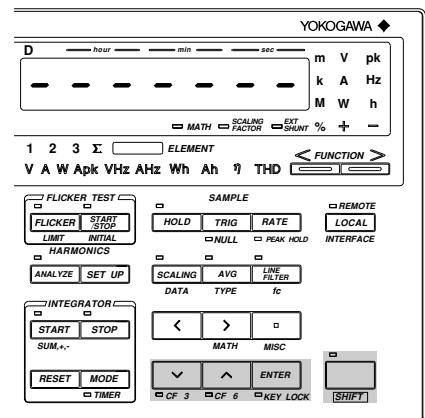 YOKOGAWA
D hour min sec m V pk
k A Hz
M W h
MATH SCALING FACTOR EXT SHUNT % + −
1 2 3 Σ ELEMENT < FUNCTION >
V A W Apk VHz AHz Wh Ah η THD
FLICKER TEST SAMPLE
REMOTE
FLICKER START /STOP HOLD TRIG RATE LOCAL
LIMIT INITIAL NULL PEAK HOLD INTERFACE
HARMONICS
ANALYZE SET UP SCALING AVG LINE FILTER
DATA TYPE fc
INTEGRATOR
START STOP < >
SUM,+,- MATH MISC
RESET MODE ENTER
TIMER CF 3 CF 6 KEY LOCK SHIFT